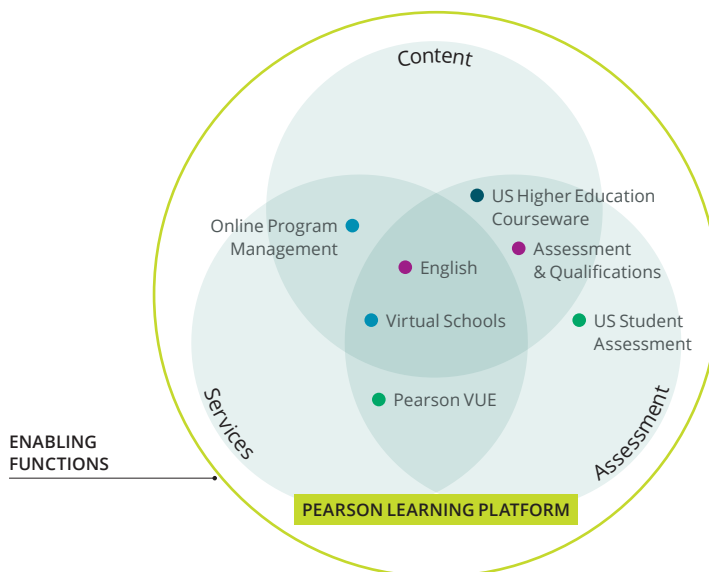 Content
US Higher Education
Courseware
Online Program
Management
Assessment
& Qualifications
English
Virtual Schools
US Student
Assessment
Pearson VUE
Services
Assessment
ENABLING
FUNCTIONS
PEARSON LEARNING PLATFORM